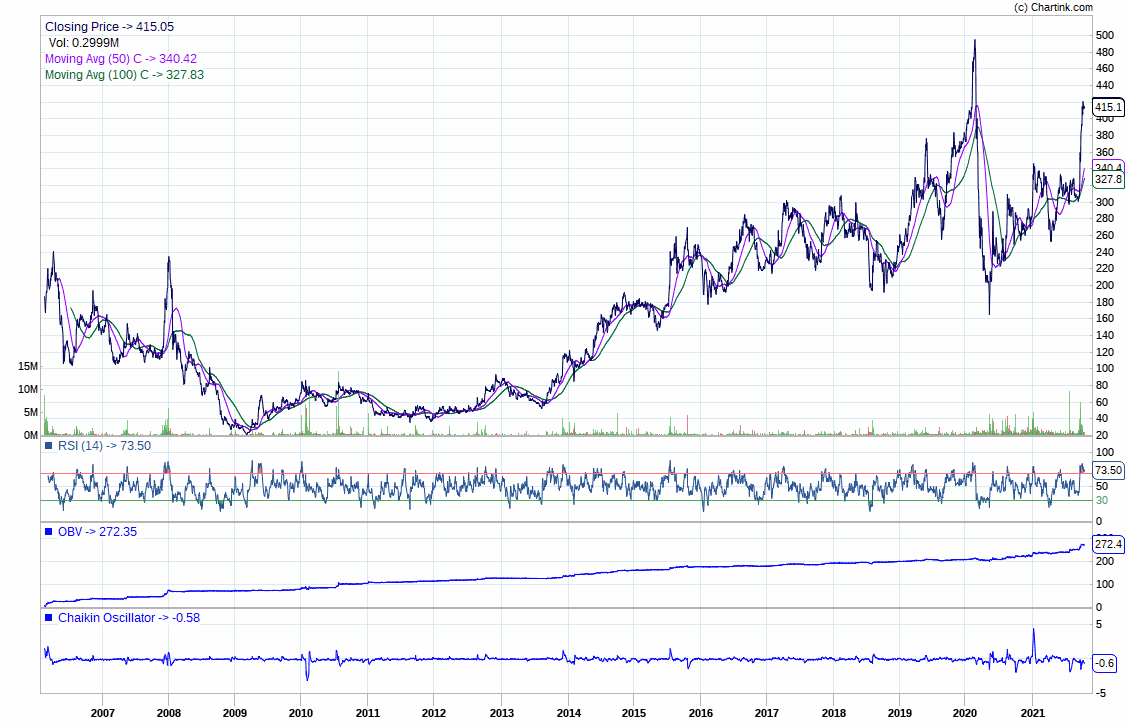 (c) Chartink.com
Closing Price -> 415.05
Vol: 0.2999M
Moving Avg (50) C -> 340.42
Moving Avg (100) C -> 327.83
500
480
460
440
415.1
400
380
360
340.4
327.8
300
280
260
240
220
200
180
160
140
120
100
80
60
40
20
15M
10M
5M
0M
RSI (14) -> 73.50
100
73.50
50
30
0
OBV -> 272.35
272.4
200
100
0
Chaikin Oscillator -> -0.58
5
-0.6
-5
2007 2008 2009 2010 2011 2012 2013 2014 2015 2016 2017 2018 2019 2020 2021